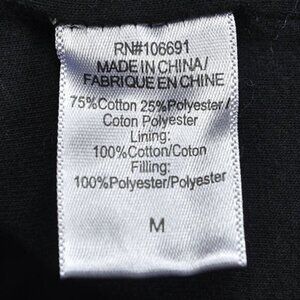 RN#106691
MADE IN CHINA/
FABRIQUE EN CHINE
75%Cotton 25%Polyester/
Coton Polyester
Lining:
100%Cotton/Coton
Filling:
100%Polyester/Polyester
M